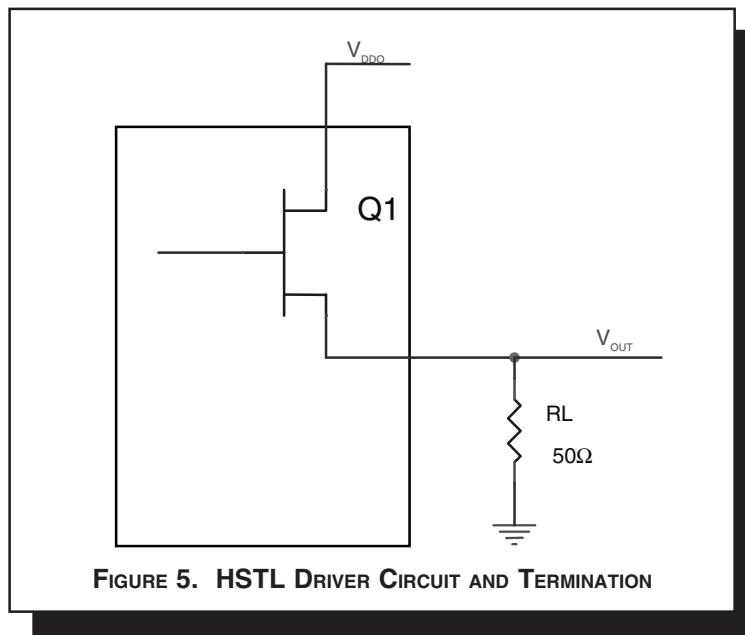 V_DDO
Q1
V_OUT
RL
50Ω
FIGURE 5. HSTL DRIVER CIRCUIT AND TERMINATION